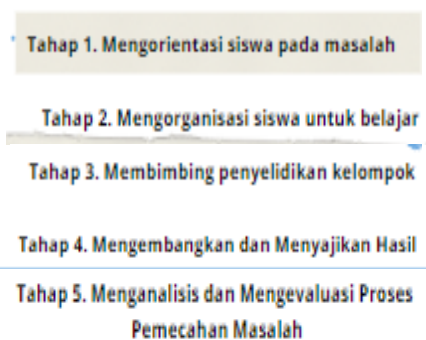 Tahap 1. Mengorientasi siswa pada masalah
Tahap 2. Mengorganisasi siswa untuk belajar
Tahap 3. Membimbing penyelidikan kelompok
Tahap 4. Mengembangkan dan Menyajikan Hasil
Tahap 5. Menganalisis dan Mengevaluasi Proses
Pemecahan Masalah